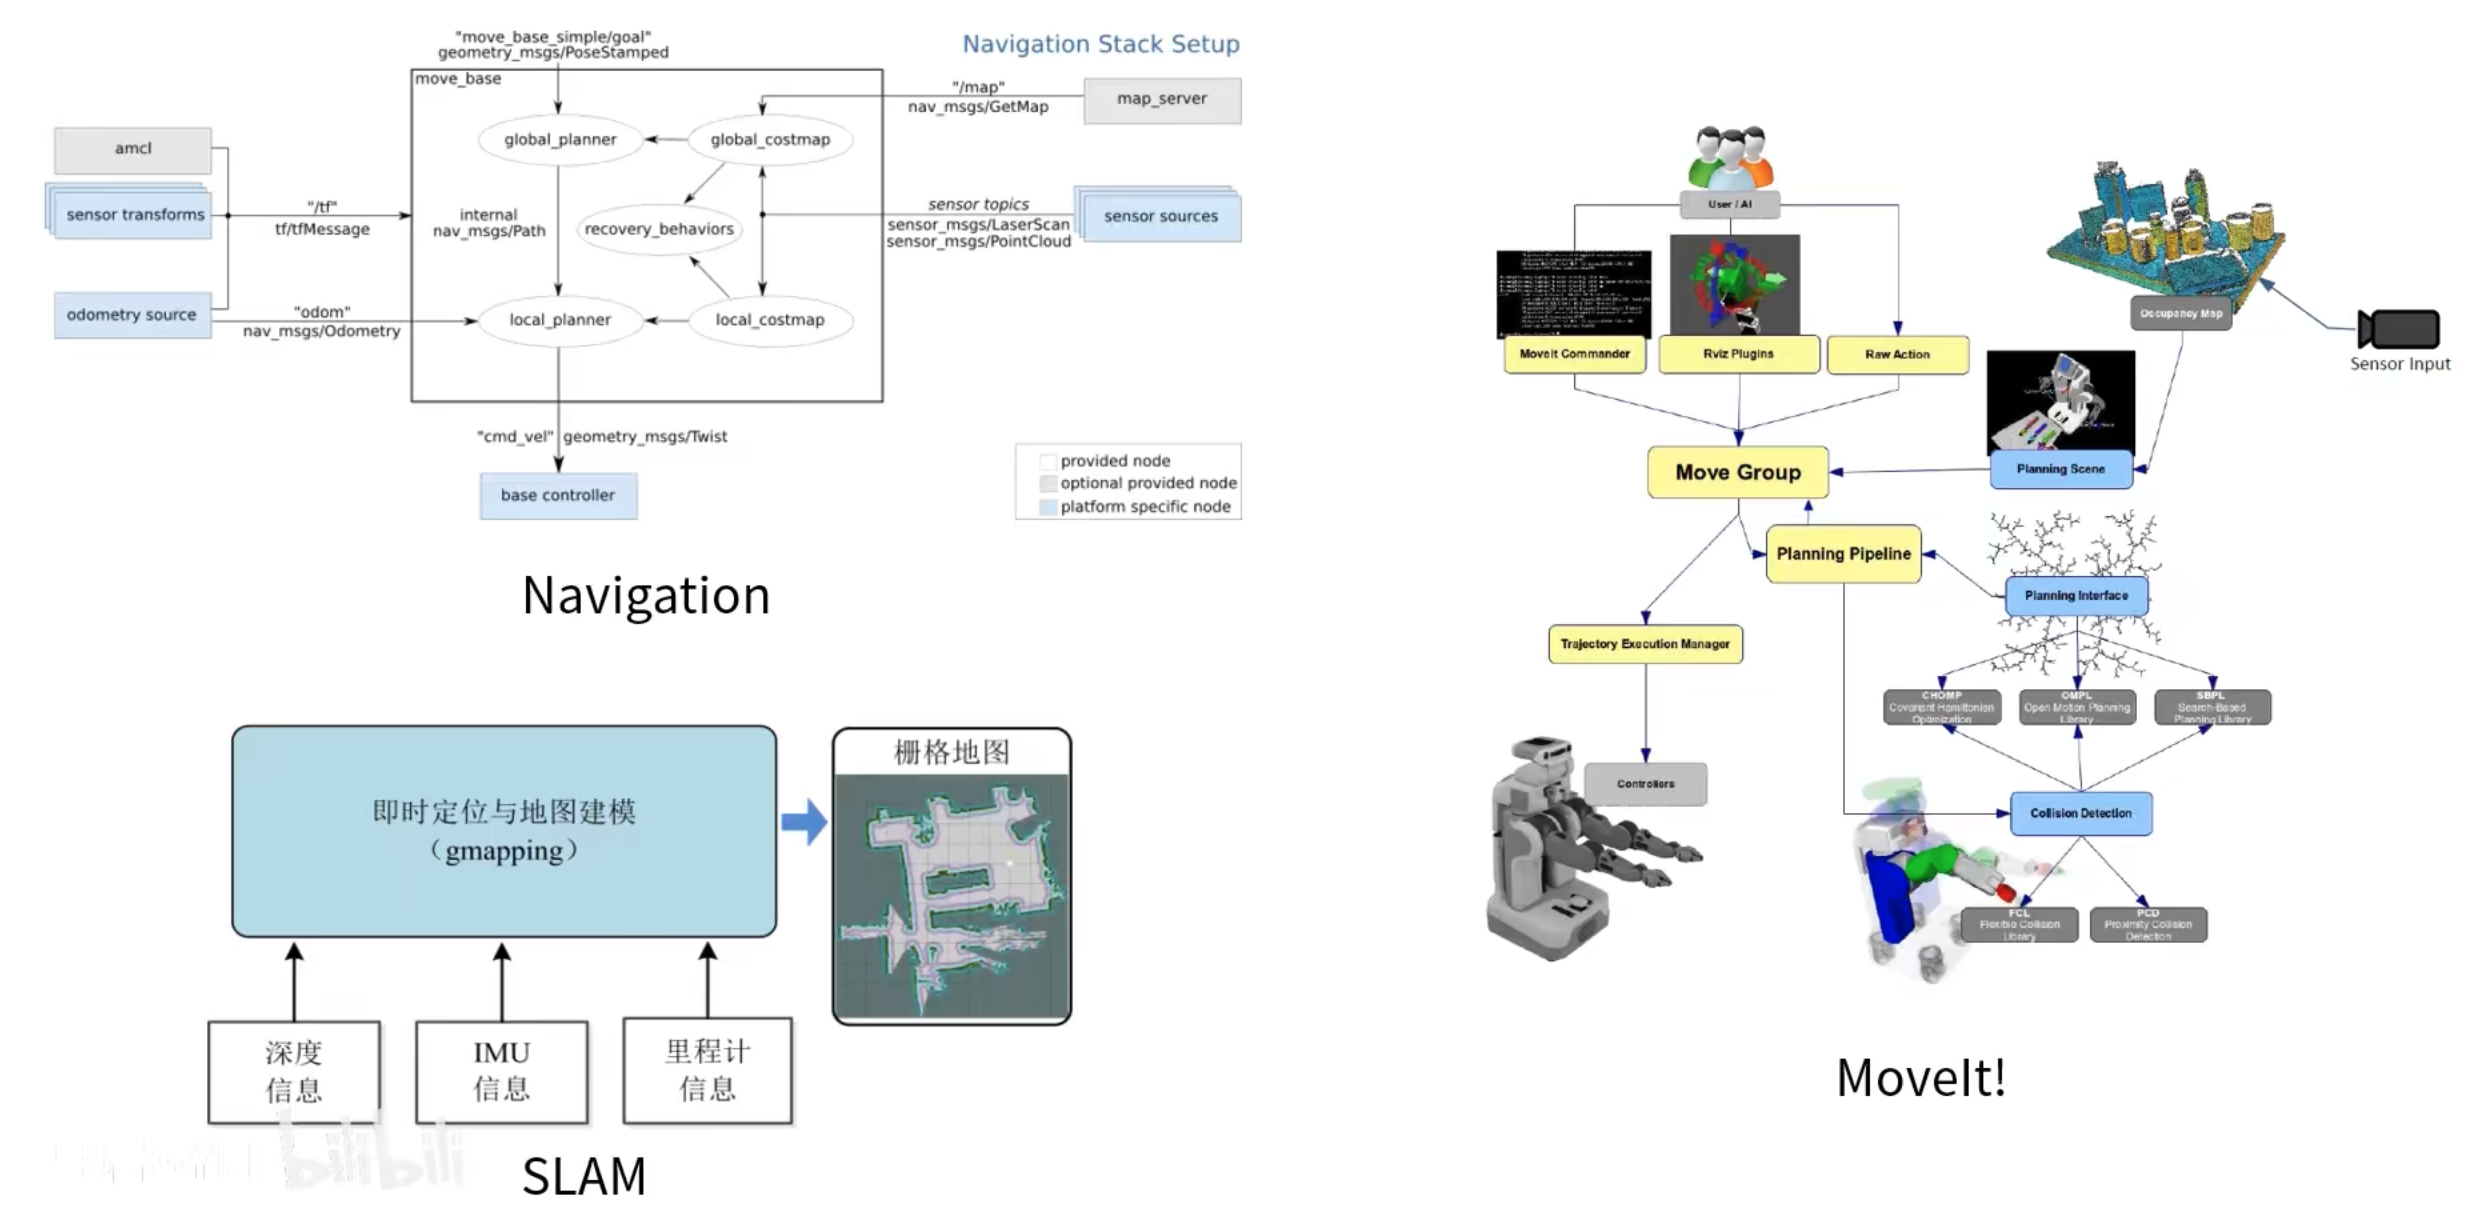 "move_base_simple/goal"
geometry_msgs/PoseStamped
Navigation Stack Setup
move_base
"/map"
nav_msgs/GetMap
map_server
amcl
global_planner
global_costmap
sensor transforms
"/tf"
tf/tfMessage
internal
nav_msgs/Path
recovery_behaviors
sensor topics
sensor_msgs/LaserScan
sensor_msgs/PointCloud
sensor sources
odometry source
"odom"
nav_msgs/Odometry
local_planner
local_costmap
"cmd_vel"
geometry_msgs/Twist
base controller
provided node
optional provided node
platform specific node
Navigation
即时定位与地图建模
（gmapping）
栅格地图
深度
信息
IMU
信息
里程计
信息
bilibili
SLAM
User / AI
MoveIt Commander
Rviz Plugins
Raw Action
Occupancy Map
Sensor Input
Move Group
Planning Scene
Planning Pipeline
Planning Interface
Trajectory Execution Manager
CHOMP
Covariant Hamiltonian
Optimization
OMPL
Open Motion Planning
Library
SBPL
Search-Based
Planning Library
Controllers
Collision Detection
FCL
Flexible Collision
Library
PCD
Proximity Collision
Detection
MoveIt!